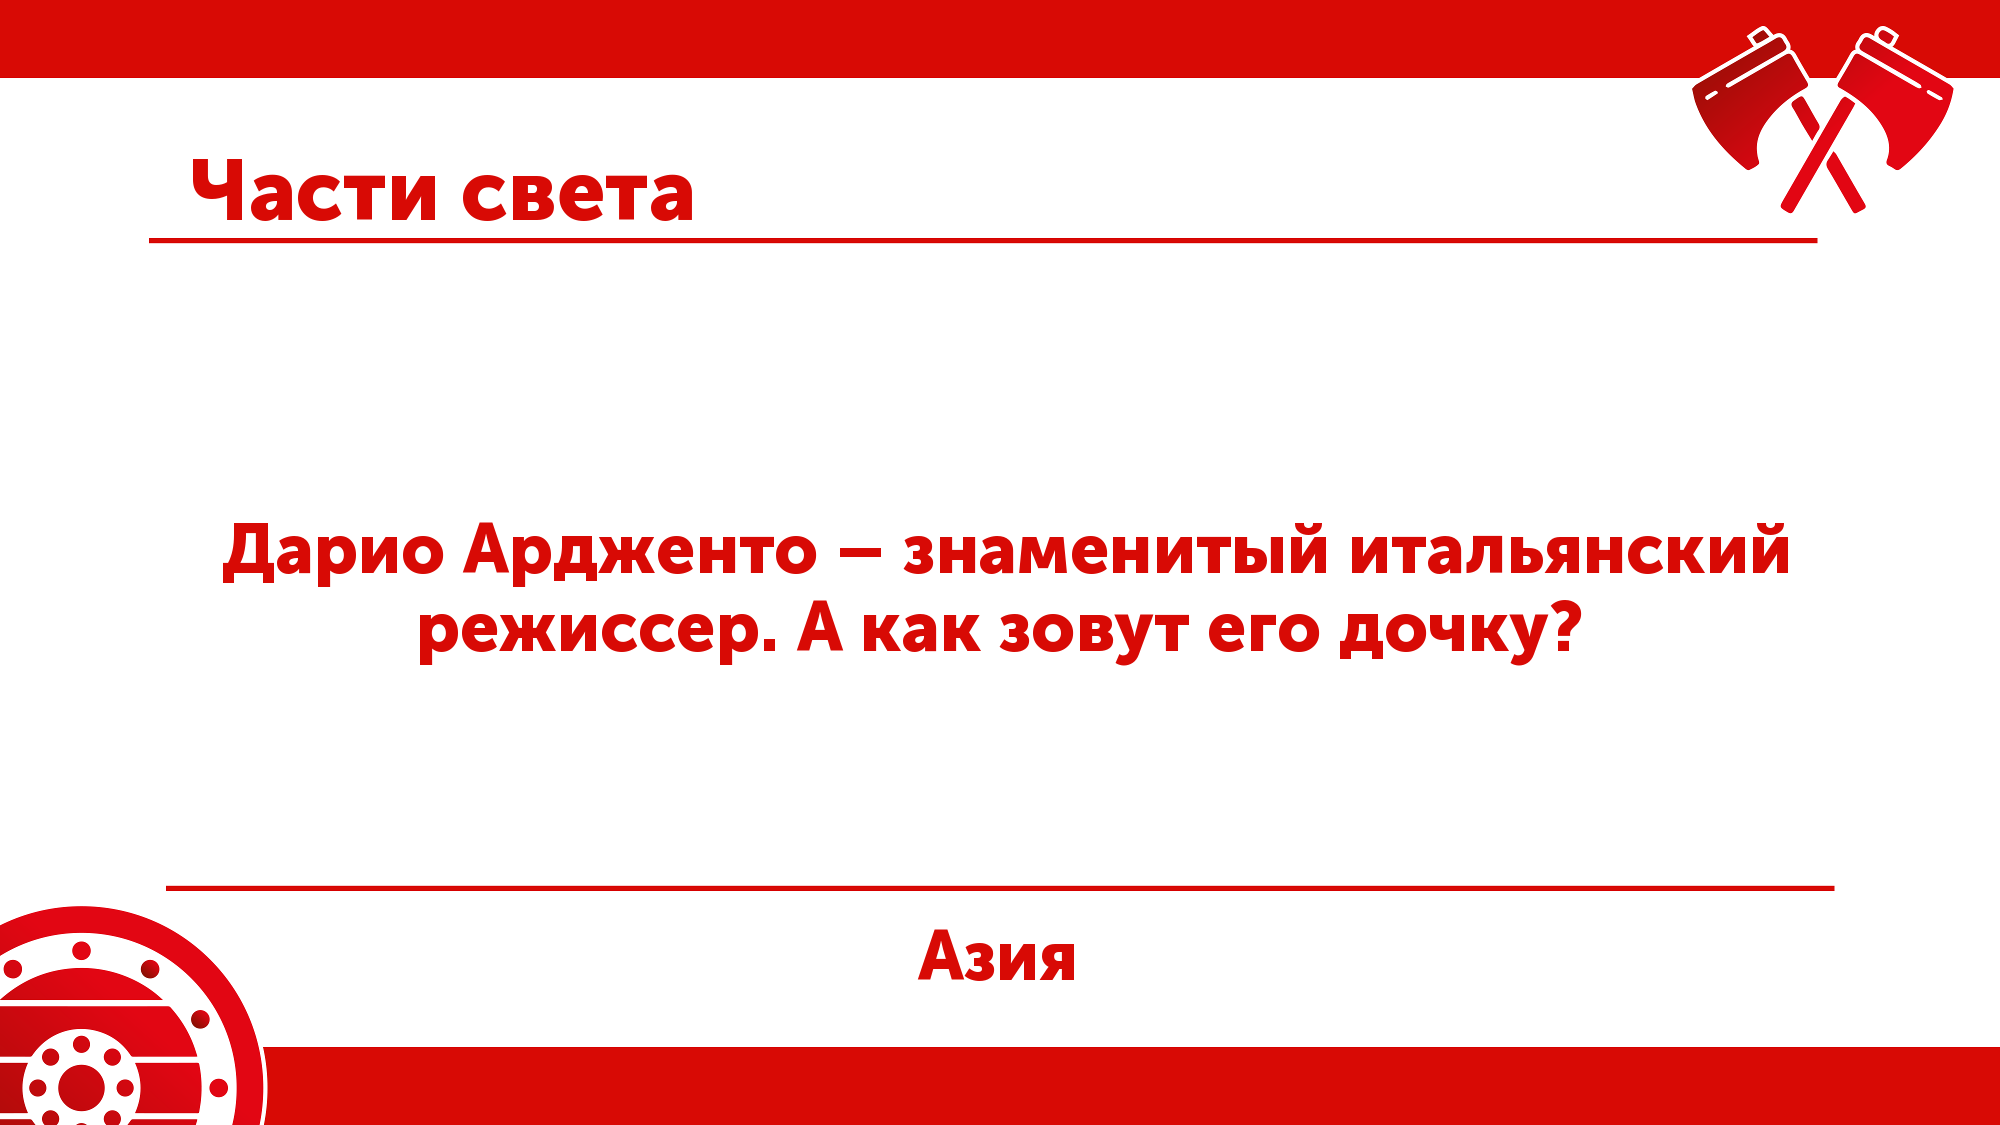 Части света
Дарио Ардженто – знаменитый итальянский
режиссер. А как зовут его дочку?
Азия